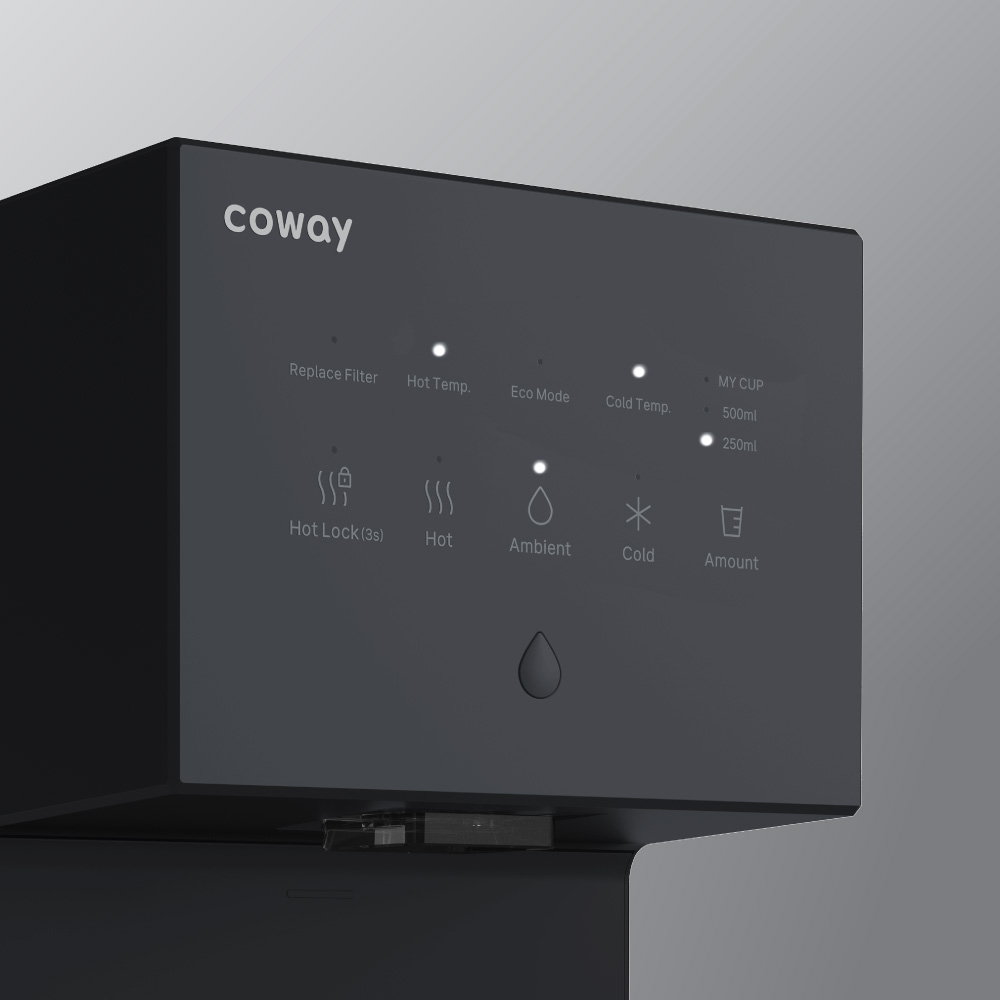 coway
Replace Filter
Hot Temp.
Eco Mode
Cold Temp.
MY CUP
500ml
250ml
Hot Lock(3s)
Hot
Ambient
Cold
Amount